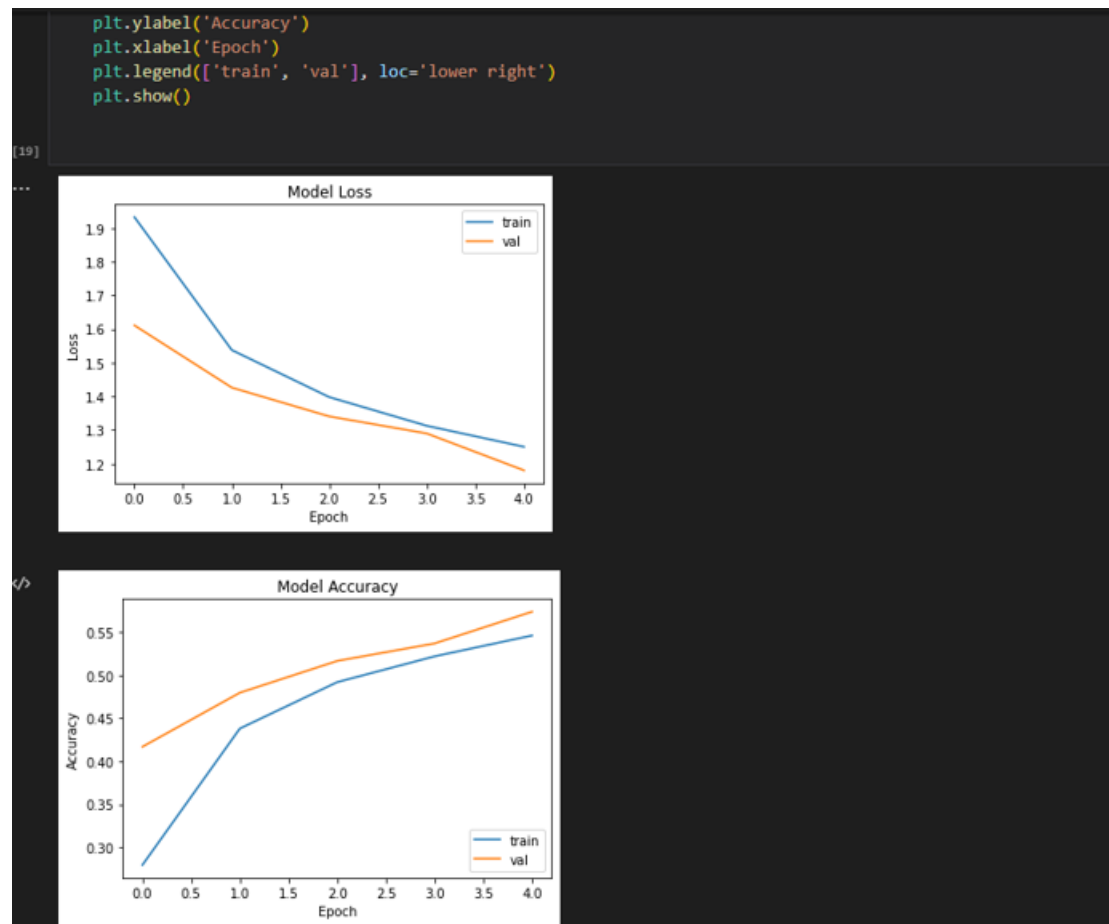 plt.ylabel('Accuracy')
plt.xlabel('Epoch')
plt.legend(['train', 'val'], loc='lower right')
plt.show()
[19]
...
Model Loss
train
val
1.9
1.8
1.7
1.6
1.5
1.4
1.3
1.2
Loss
0.0 0.5 1.0 1.5 2.0 2.5 3.0 3.5 4.0
Epoch
</>
Model Accuracy
0.55
0.50
0.45
0.40
0.35
0.30
Accuracy
train
val
0.0 0.5 1.0 1.5 2.0 2.5 3.0 3.5 4.0
Epoch